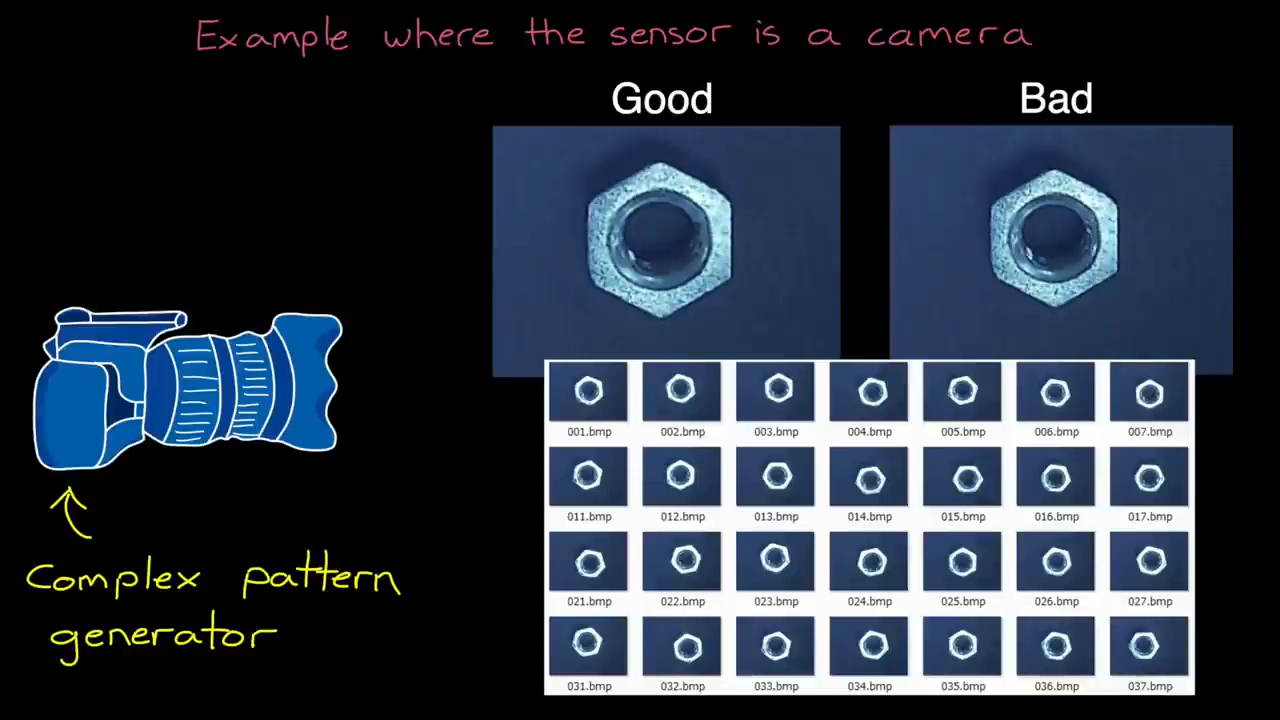 Example where the sensor is a camera
Good
Bad
001.bmp 002.bmp 003.bmp 004.bmp 005.bmp 006.bmp 007.bmp
011.bmp 012.bmp 013.bmp 014.bmp 015.bmp 016.bmp 017.bmp
Complex pattern
generator
021.bmp 022.bmp 023.bmp 024.bmp 025.bmp 026.bmp 027.bmp
031.bmp 032.bmp 033.bmp 034.bmp 035.bmp 036.bmp 037.bmp